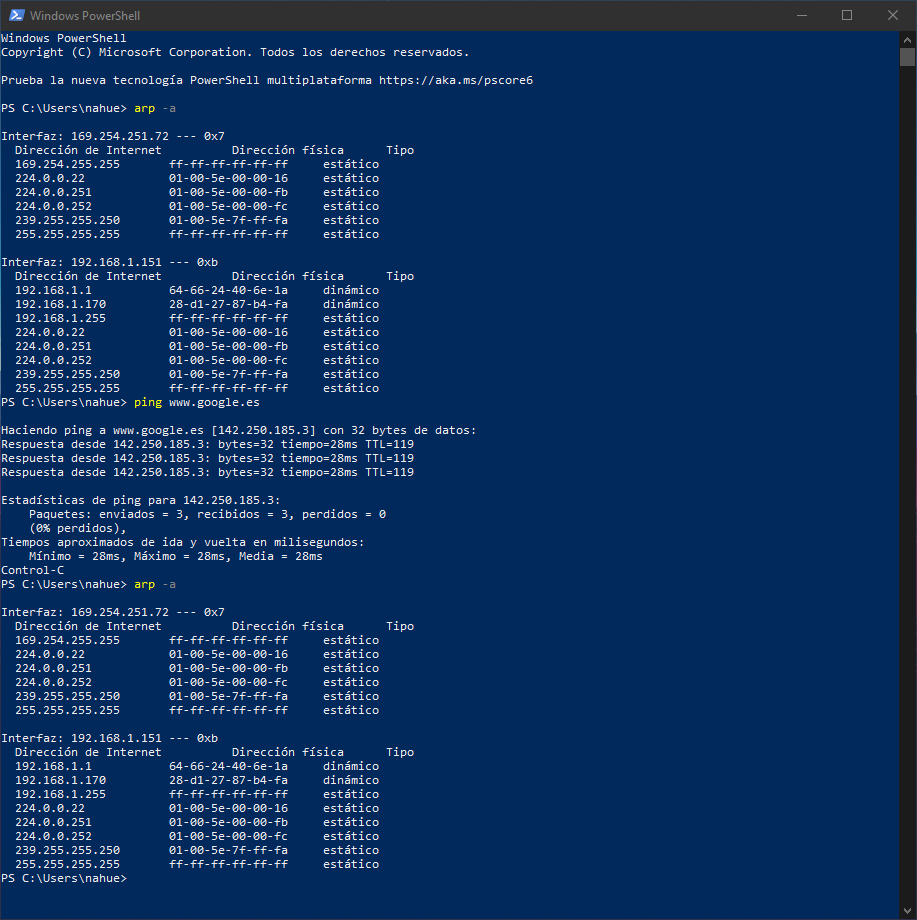 Windows PowerShell
Windows PowerShell
Copyright (C) Microsoft Corporation. Todos los derechos reservados.
Prueba la nueva tecnología PowerShell multiplataforma https://aka.ms/pscore6
PS C:\Users\nahue> arp -a
Interfaz: 169.254.251.72 --- 0x7
  Dirección de Internet          Dirección física      Tipo
  169.254.255.255       ff-ff-ff-ff-ff-ff     estático
  224.0.0.22            01-00-5e-00-00-16     estático
  224.0.0.251           01-00-5e-00-00-fb     estático
  224.0.0.252           01-00-5e-00-00-fc     estático
  239.255.255.250       01-00-5e-7f-ff-fa     estático
  255.255.255.255       ff-ff-ff-ff-ff-ff     estático
Interfaz: 192.168.1.151 --- 0xb
  Dirección de Internet          Dirección física      Tipo
  192.168.1.1           64-66-24-40-6e-1a     dinámico
  192.168.1.170         28-d1-27-87-b4-fa     dinámico
  192.168.1.255         ff-ff-ff-ff-ff-ff     estático
  224.0.0.22            01-00-5e-00-00-16     estático
  224.0.0.251           01-00-5e-00-00-fb     estático
  224.0.0.252           01-00-5e-00-00-fc     estático
  239.255.255.250       01-00-5e-7f-ff-fa     estático
  255.255.255.255       ff-ff-ff-ff-ff-ff     estático
PS C:\Users\nahue> ping www.google.es
Haciendo ping a www.google.es [142.250.185.3] con 32 bytes de datos:
Respuesta desde 142.250.185.3: bytes=32 tiempo=28ms TTL=119
Respuesta desde 142.250.185.3: bytes=32 tiempo=28ms TTL=119
Respuesta desde 142.250.185.3: bytes=32 tiempo=28ms TTL=119
Estadísticas de ping para 142.250.185.3:
    Paquetes: enviados = 3, recibidos = 3, perdidos = 0
    (0% perdidos),
Tiempos aproximados de ida y vuelta en milisegundos:
    Mínimo = 28ms, Máximo = 28ms, Media = 28ms
Control-C
PS C:\Users\nahue> arp -a
Interfaz: 169.254.251.72 --- 0x7
  Dirección de Internet          Dirección física      Tipo
  169.254.255.255       ff-ff-ff-ff-ff-ff     estático
  224.0.0.22            01-00-5e-00-00-16     estático
  224.0.0.251           01-00-5e-00-00-fb     estático
  224.0.0.252           01-00-5e-00-00-fc     estático
  239.255.255.250       01-00-5e-7f-ff-fa     estático
  255.255.255.255       ff-ff-ff-ff-ff-ff     estático
Interfaz: 192.168.1.151 --- 0xb
  Dirección de Internet          Dirección física      Tipo
  192.168.1.1           64-66-24-40-6e-1a     dinámico
  192.168.1.170         28-d1-27-87-b4-fa     dinámico
  192.168.1.255         ff-ff-ff-ff-ff-ff     estático
  224.0.0.22            01-00-5e-00-00-16     estático
  224.0.0.251           01-00-5e-00-00-fb     estático
  224.0.0.252           01-00-5e-00-00-fc     estático
  239.255.255.250       01-00-5e-7f-ff-fa     estático
  255.255.255.255       ff-ff-ff-ff-ff-ff     estático
PS C:\Users\nahue>